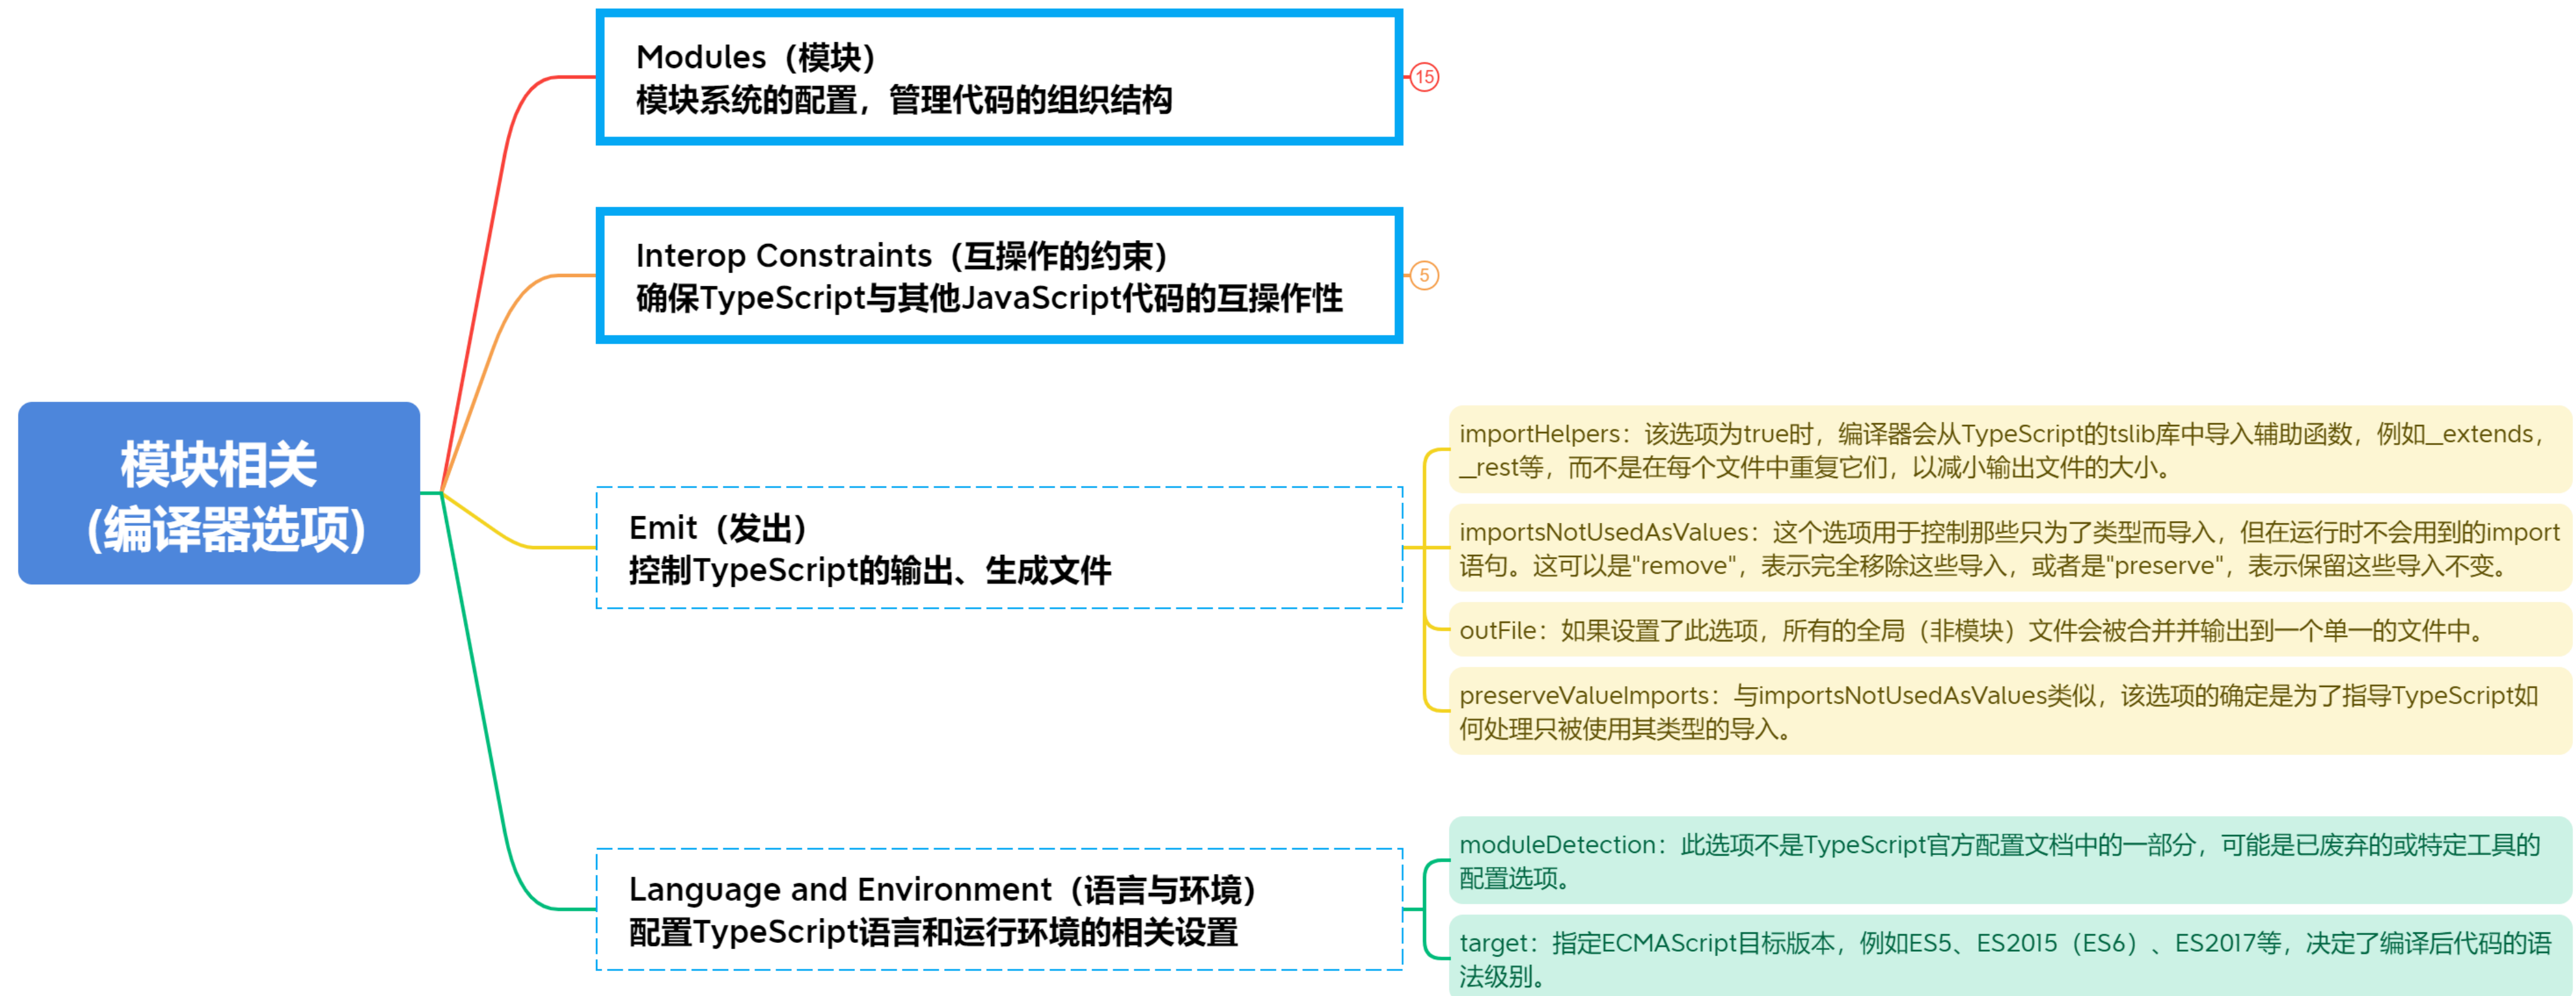 模块相关
(编译器选项)
Modules（模块）
模块系统的配置，管理代码的组织结构
15
Interop Constraints（互操作的约束）
确保TypeScript与其他JavaScript代码的互操作性
5
Emit（发出）
控制TypeScript的输出、生成文件
importHelpers：该选项为true时，编译器会从TypeScript的tslib库中导入辅助函数，例如__extends，
__rest等，而不是在每个文件中重复它们，以减小输出文件的大小。
importsNotUsedAsValues：这个选项用于控制那些只为了类型而导入，但在运行时不会用到的import
语句。这可以是"remove"，表示完全移除这些导入，或者是"preserve"，表示保留这些导入不变。
outFile：如果设置了此选项，所有的全局（非模块）文件会被合并并输出到一个单一的文件中。
preserveValueImports：与importsNotUsedAsValues类似，该选项的确定是为了指导TypeScript如
何处理只被使用其类型的导入。
Language and Environment（语言与环境）
配置TypeScript语言和运行环境的相关设置
moduleDetection：此选项不是TypeScript官方配置文档中的一部分，可能是已废弃的或特定工具的
配置选项。
target：指定ECMAScript目标版本，例如ES5、ES2015（ES6）、ES2017等，决定了编译后代码的语
法级别。